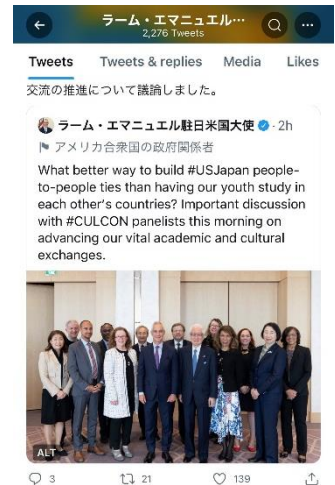 ラーム・エマニュエル…
2,276 Tweets
Tweets Tweets & replies Media Likes
交流の推進について議論しました。
ラーム・エマニュエル駐日米国大使 · 2h
アメリカ合衆国の政府関係者
What better way to build #USJapan people-
to-people ties than having our youth study in
each other's countries? Important discussion
with #CULCON panelists this morning on
advancing our vital academic and cultural
exchanges.
ALT
3 21 139